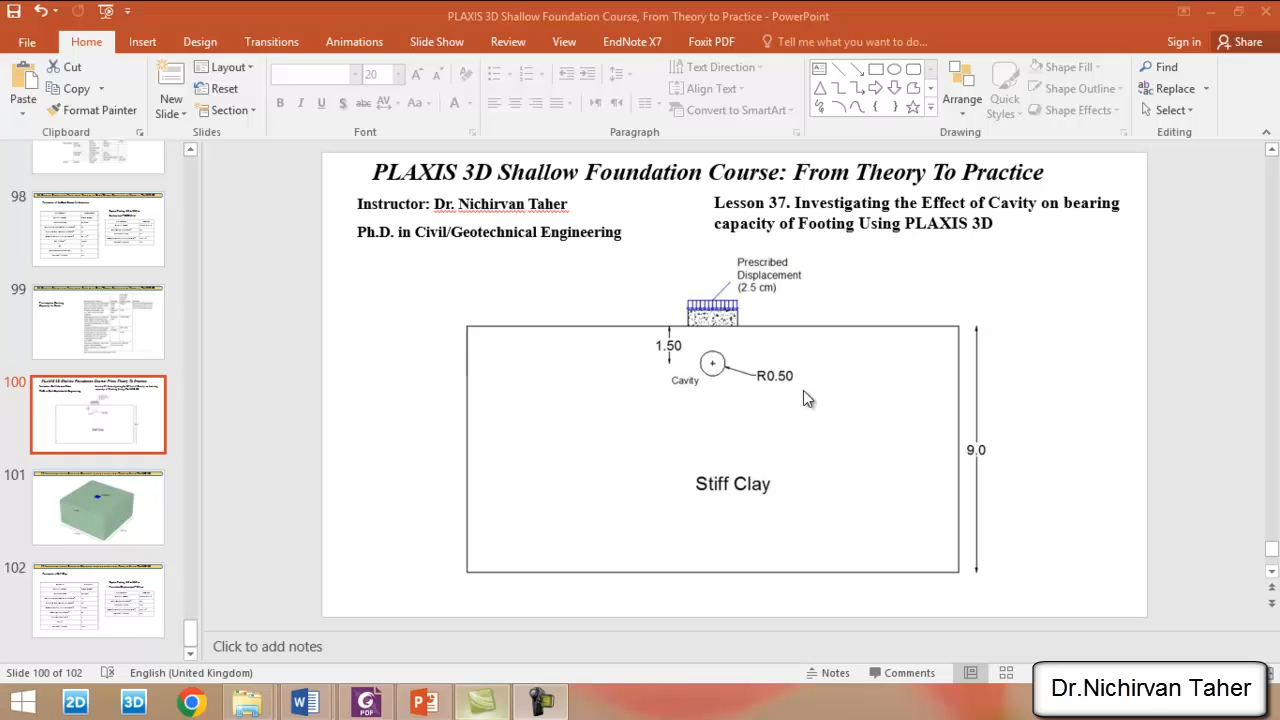 PLAXIS 3D Shallow Foundation Course, From Theory to Practice - PowerPoint
File Home Insert Design Transitions Animations Slide Show Review View EndNote X7 Foxit PDF Tell me what you want to do... Sign in Share
Paste
Cut
Copy
Format Painter
Clipboard
New
Slide
Layout
Reset
Section
Slides
20
B I U S abc AV Aa A
Font
Text Direction
Align Text
Convert to SmartArt
Paragraph
Arrange
Quick
Styles
Shape Fill
Shape Outline
Shape Effects
Drawing
Find
Replace
Select
Editing
98
99
100
101
102
PLAXIS 3D Shallow Foundation Course: From Theory To Practice
Instructor: Dr. Nichirvan Taher
Ph.D. in Civil/Geotechnical Engineering
Lesson 37. Investigating the Effect of Cavity on bearing
capacity of Footing Using PLAXIS 3D
Prescribed
Displacement
(2.5 cm)
1.50
R0.50
Cavity
9.0
Stiff Clay
Click to add notes
Slide 100 of 102 English (United Kingdom) Notes Comments
2D 3D PDF
Dr.Nichirvan Taher